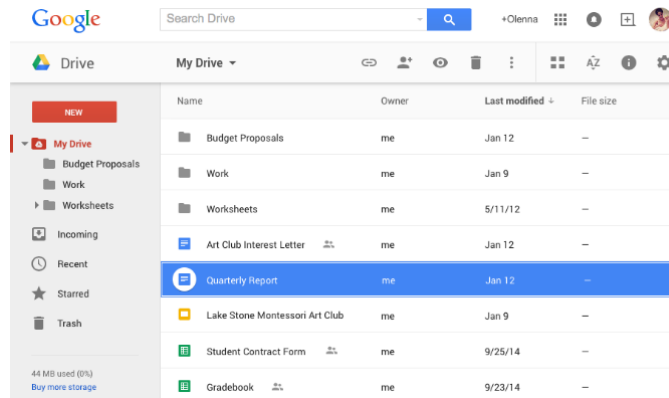 Google
Search Drive
+Olenna
Drive
My Drive
AZ
NEW
My Drive
Budget Proposals
Work
Worksheets
Incoming
Recent
Starred
Trash
44 MB used (0%)
Buy more storage
Name Owner Last modified ↓ File size
Budget Proposals me Jan 12 –
Work me Jan 9 –
Worksheets me 5/11/12 –
Art Club Interest Letter me Jan 12 –
Quarterly Report me Jan 12 –
Lake Stone Montessori Art Club me Jan 9 –
Student Contract Form me 9/25/14 –
Gradebook me 9/23/14 –